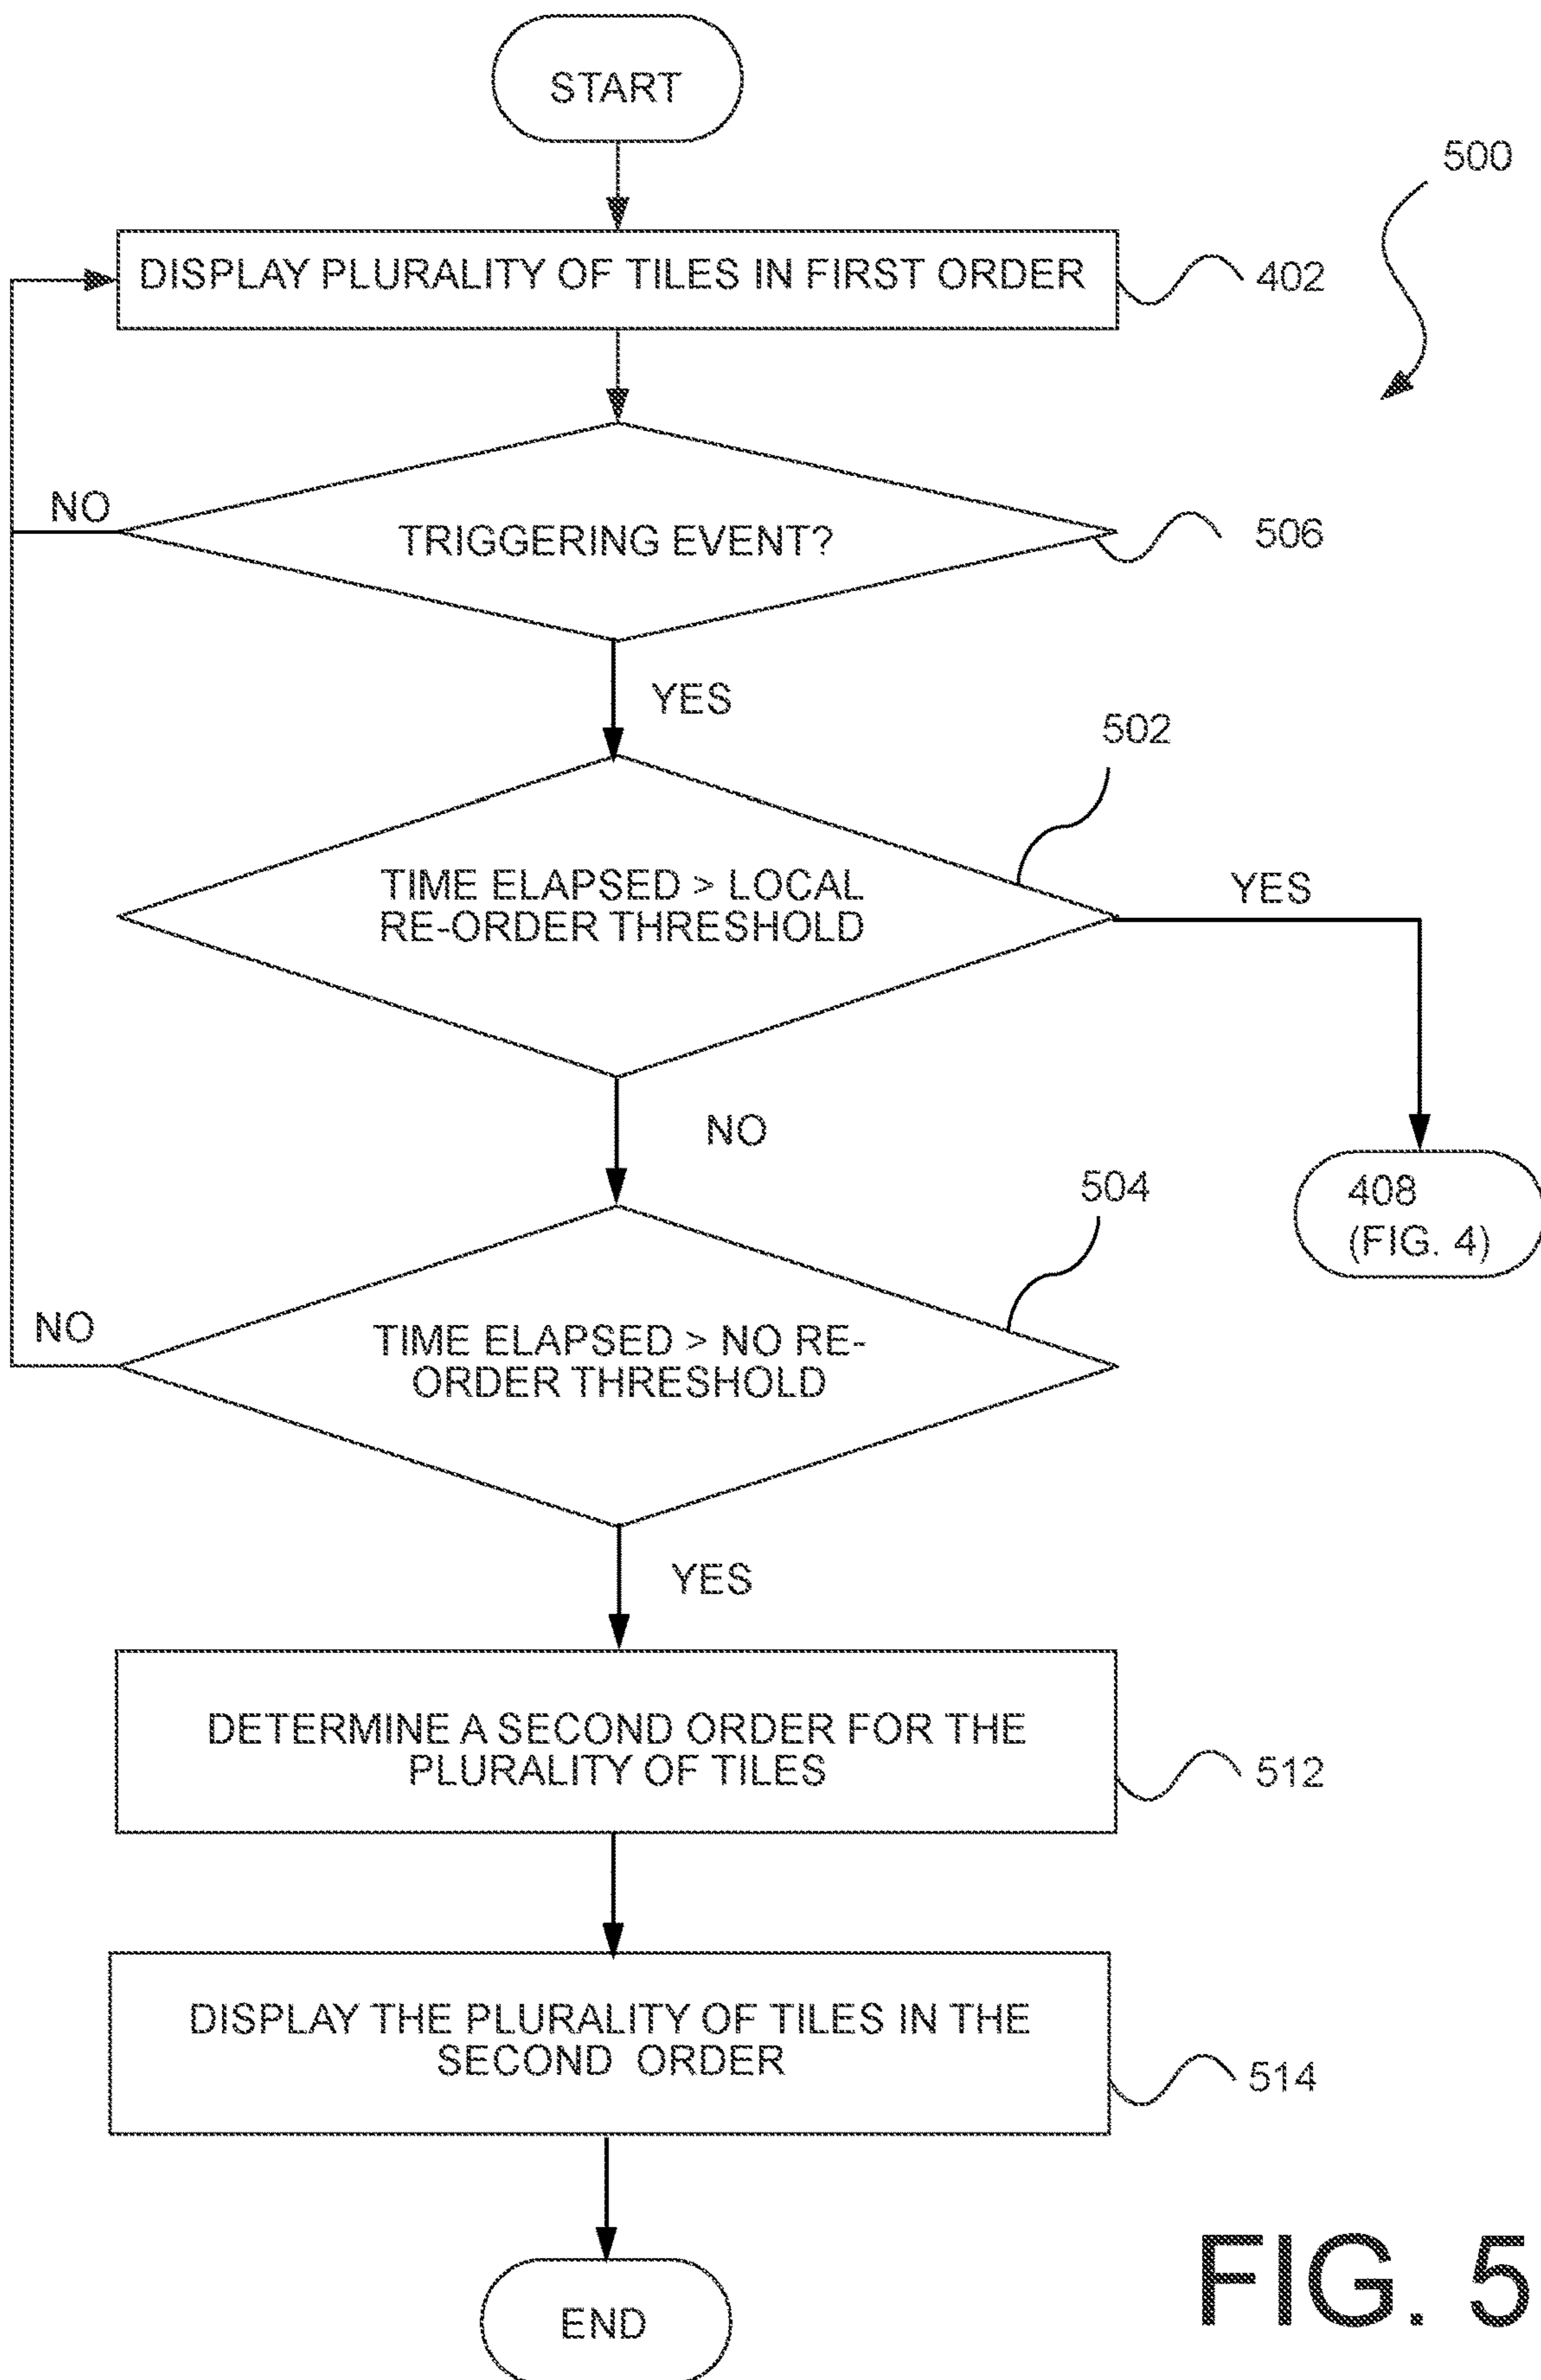 START
500
DISPLAY PLURALITY OF TILES IN FIRST ORDER
402
NO
TRIGGERING EVENT?
506
YES
502
TIME ELAPSED > LOCAL
RE-ORDER THRESHOLD
YES
NO
408
(FIG. 4)
504
NO
TIME ELAPSED > NO RE-
ORDER THRESHOLD
YES
DETERMINE A SECOND ORDER FOR THE
PLURALITY OF TILES
512
DISPLAY THE PLURALITY OF TILES IN THE
SECOND ORDER
514
END
FIG. 5